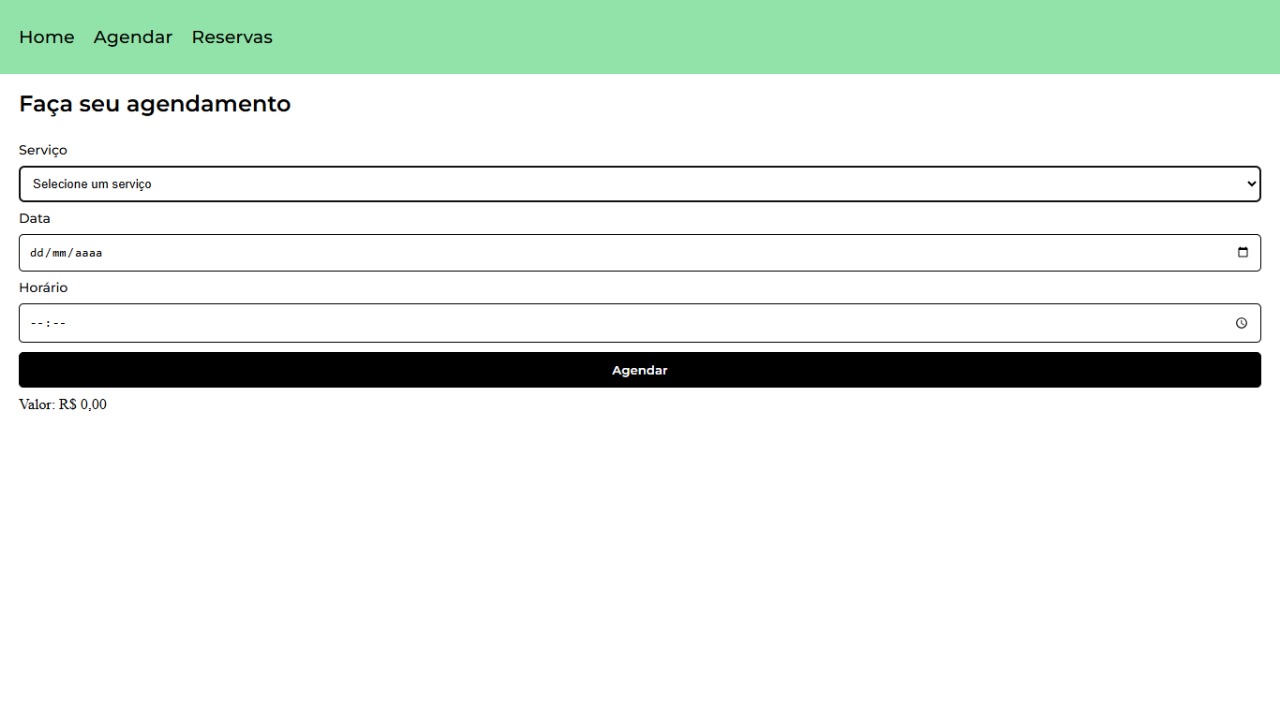 Home Agendar Reservas
Faça seu agendamento
Serviço
Selecione um serviço
Data
dd/mm/aaaa
Horário
--:--
Agendar
Valor: R$ 0,00